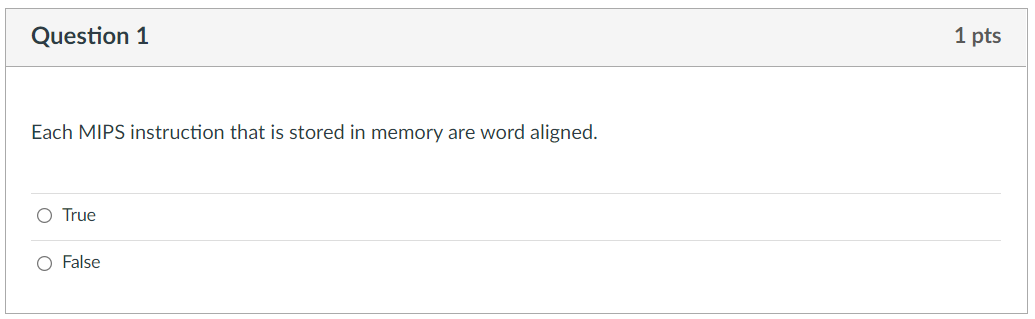 Question 1
1 pts
Each MIPS instruction that is stored in memory are word aligned.
True
False